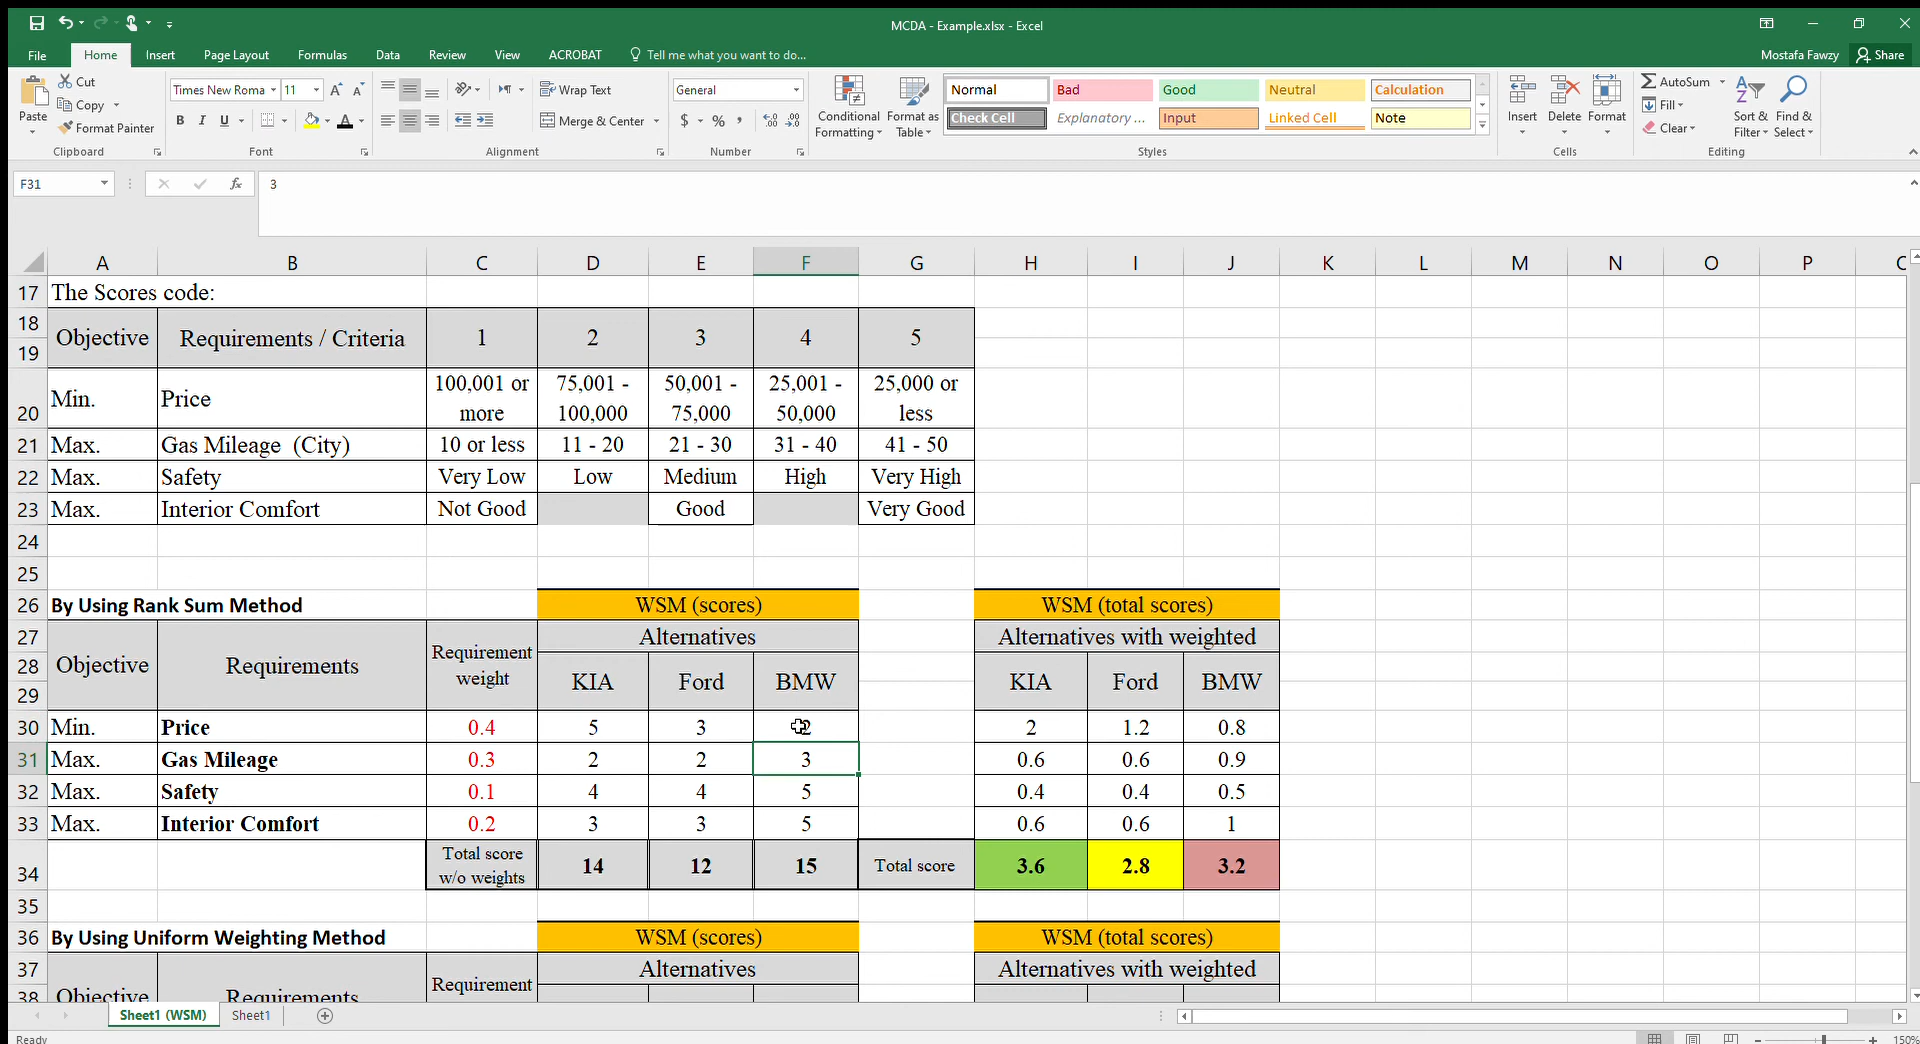 MCDA - Example.xlsx - Excel
File Home Insert Page Layout Formulas Data Review View ACROBAT Tell me what you want to do... Mostafa Fawzy Share
Cut
Copy
Format Painter
Paste
Clipboard
Times New Roma 11
B I U
Font
Wrap Text
Merge & Center
Alignment
General
$ % ,
Number
Conditional Formatting
Format as Table
Normal Bad Good Neutral Calculation
Check Cell Explanatory ... Input Linked Cell Note
Styles
Insert Delete Format
Cells
AutoSum
Fill
Clear
Sort & Filter
Find & Select
Editing
F31 fx 3
A B C D E F G H I J K L M N O P
17 The Scores code:
18
19 Objective Requirements / Criteria 1 2 3 4 5
20 Min. Price 100,001 or more 75,001 - 100,000 50,001 - 75,000 25,001 - 50,000 25,000 or less
21 Max. Gas Mileage (City) 10 or less 11 - 20 21 - 30 31 - 40 41 - 50
22 Max. Safety Very Low Low Medium High Very High
23 Max. Interior Comfort Not Good Good Very Good
24
25
26 By Using Rank Sum Method WSM (scores) WSM (total scores)
27 Alternatives Alternatives with weighted
28 Objective Requirements Requirement weight KIA Ford BMW KIA Ford BMW
29
30 Min. Price 0.4 5 3 2 2 1.2 0.8
31 Max. Gas Mileage 0.3 2 2 3 0.6 0.6 0.9
32 Max. Safety 0.1 4 4 5 0.4 0.4 0.5
33 Max. Interior Comfort 0.2 3 3 5 0.6 0.6 1
34 Total score w/o weights 14 12 15 Total score 3.6 2.8 3.2
35
36 By Using Uniform Weighting Method WSM (scores) WSM (total scores)
37 Alternatives Alternatives with weighted
38 Objective Requirements Requirement
Sheet1 (WSM) Sheet1
Ready 150%